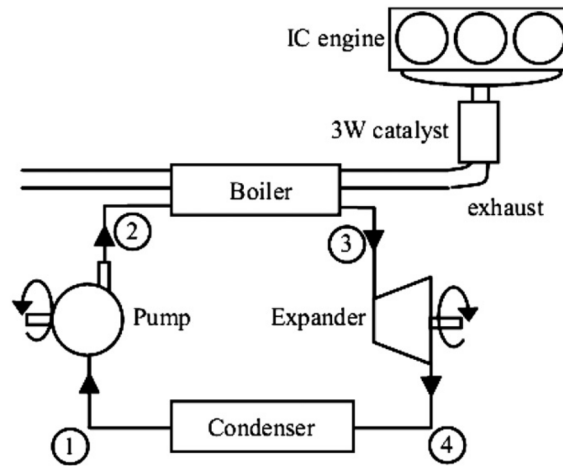 IC engine
3W catalyst
Boiler
exhaust
2
3
Pump
Expander
Condenser
1
4